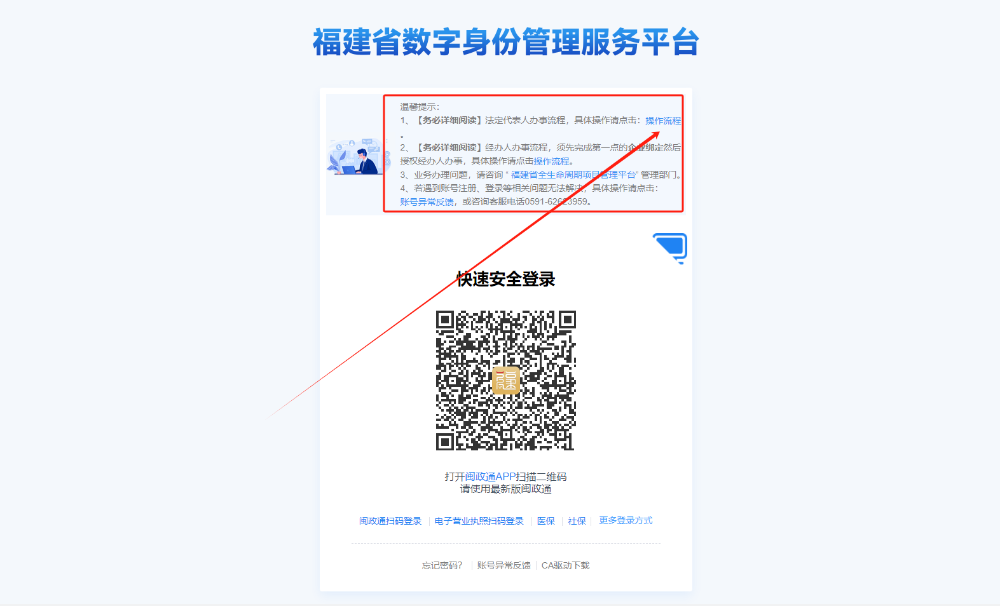 福建省数字身份管理服务平台
温馨提示：
1、【务必详细阅读】法定代表人办事流程，具体操作请点击：操作流程
。
2、【务必详细阅读】经办人办事流程，须先完成第一点的企业绑定然后
授权经办人办事，具体操作请点击操作流程。
3、业务办理问题，请咨询 “ 福建省全生命周期项目管理平台” 管理部门。
4、若遇到账号注册、登录等相关问题无法解决，具体操作请点击：
账号异常反馈，或咨询客服电话0591-62623959。
快速安全登录
打开闽政通APP扫描二维码
请使用最新版闽政通
闽政通扫码登录 电子营业执照扫码登录 医保 社保 更多登录方式
忘记密码? 账号异常反馈 CA驱动下载